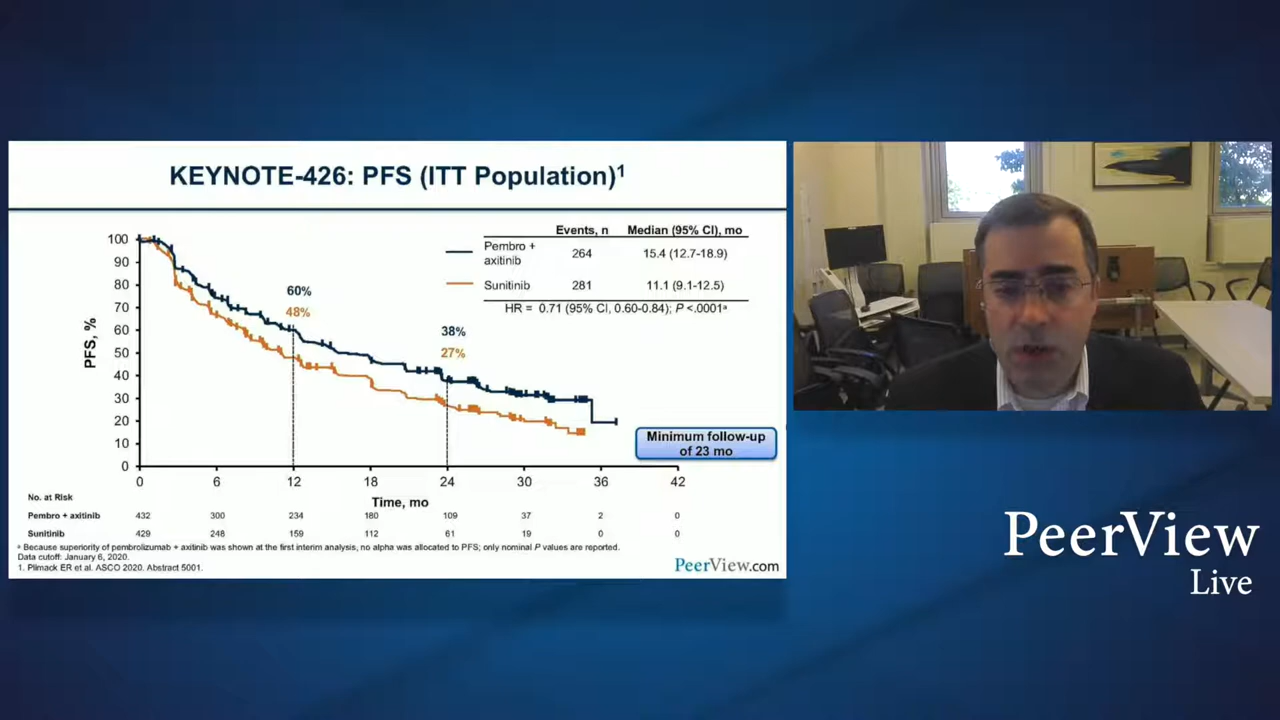 KEYNOTE-426: PFS (ITT Population)1
Events, n Median (95% CI), mo
Pembro + axitinib 264 15.4 (12.7-18.9)
Sunitinib 281 11.1 (9.1-12.5)
HR = 0.71 (95% CI, 0.60-0.84); P <.0001a
PFS, %
100
90
80
70
60
50
40
30
20
10
0
60%
48%
38%
27%
0 6 12 18 24 30 36 42
Time, mo
Minimum follow-up
of 23 mo
No. at Risk
Pembro + axitinib 432 300 234 180 109 37 2 0
Sunitinib 429 248 159 112 61 19 0 0
a Because superiority of pembrolizumab + axitinib was shown at the first interim analysis, no alpha was allocated to PFS; only nominal P values are reported.
Data cutoff: January 6, 2020.
1. Plimack ER et al. ASCO 2020. Abstract 5001.
PeerView.com
PeerView
Live